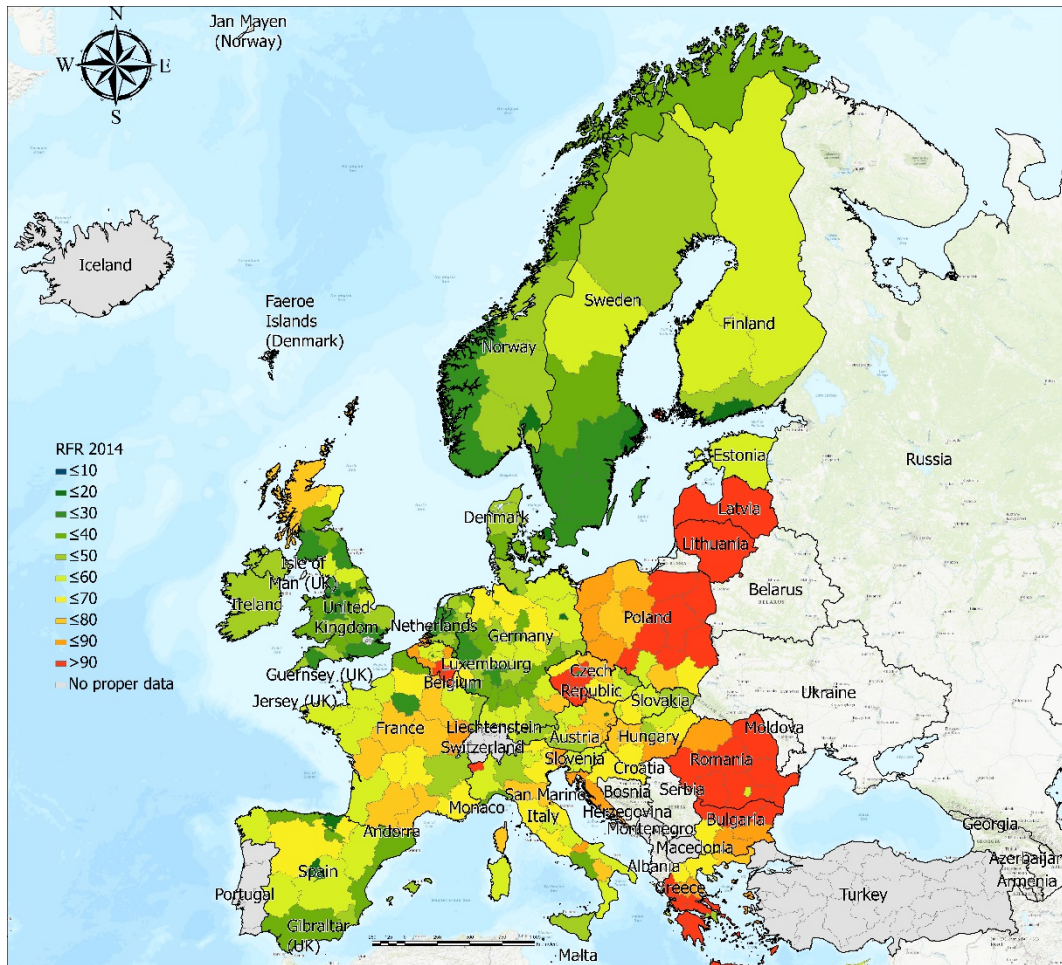 Jan Mayen
(Norway)
N
W
E
S
Iceland
Faeroe
Islands
(Denmark)
Sweden
Norway
Finland
RFR 2014
≤10
≤20
≤30
≤40
≤50
≤60
≤70
≤80
≤90
>90
No proper data
Estonia
Russia
Latvia
Denmark
Lithuania
Isle of
Man (UK)
Ireland
United
Kingdom
Belarus
BELARUS
Netherlands
Poland
Germany
Guernsey (UK)
Luxembourg
Belgium
Czech
Republic
Jersey (UK)
Slovakia
Ukraine
France
Liechtenstein
Switzerland
Austria
Hungary
Moldova
Slovenia
Romania
Croatia
San Marino
Bosnia
Serbia
Monaco
Italy
Herzegovina
Montenegro
Bulgaria
Andorra
Macedonia
Georgia
Spain
Albania
Azerbaijan
Portugal
Greece
Turkey
Armenia
Gibraltar
(UK)
Malta